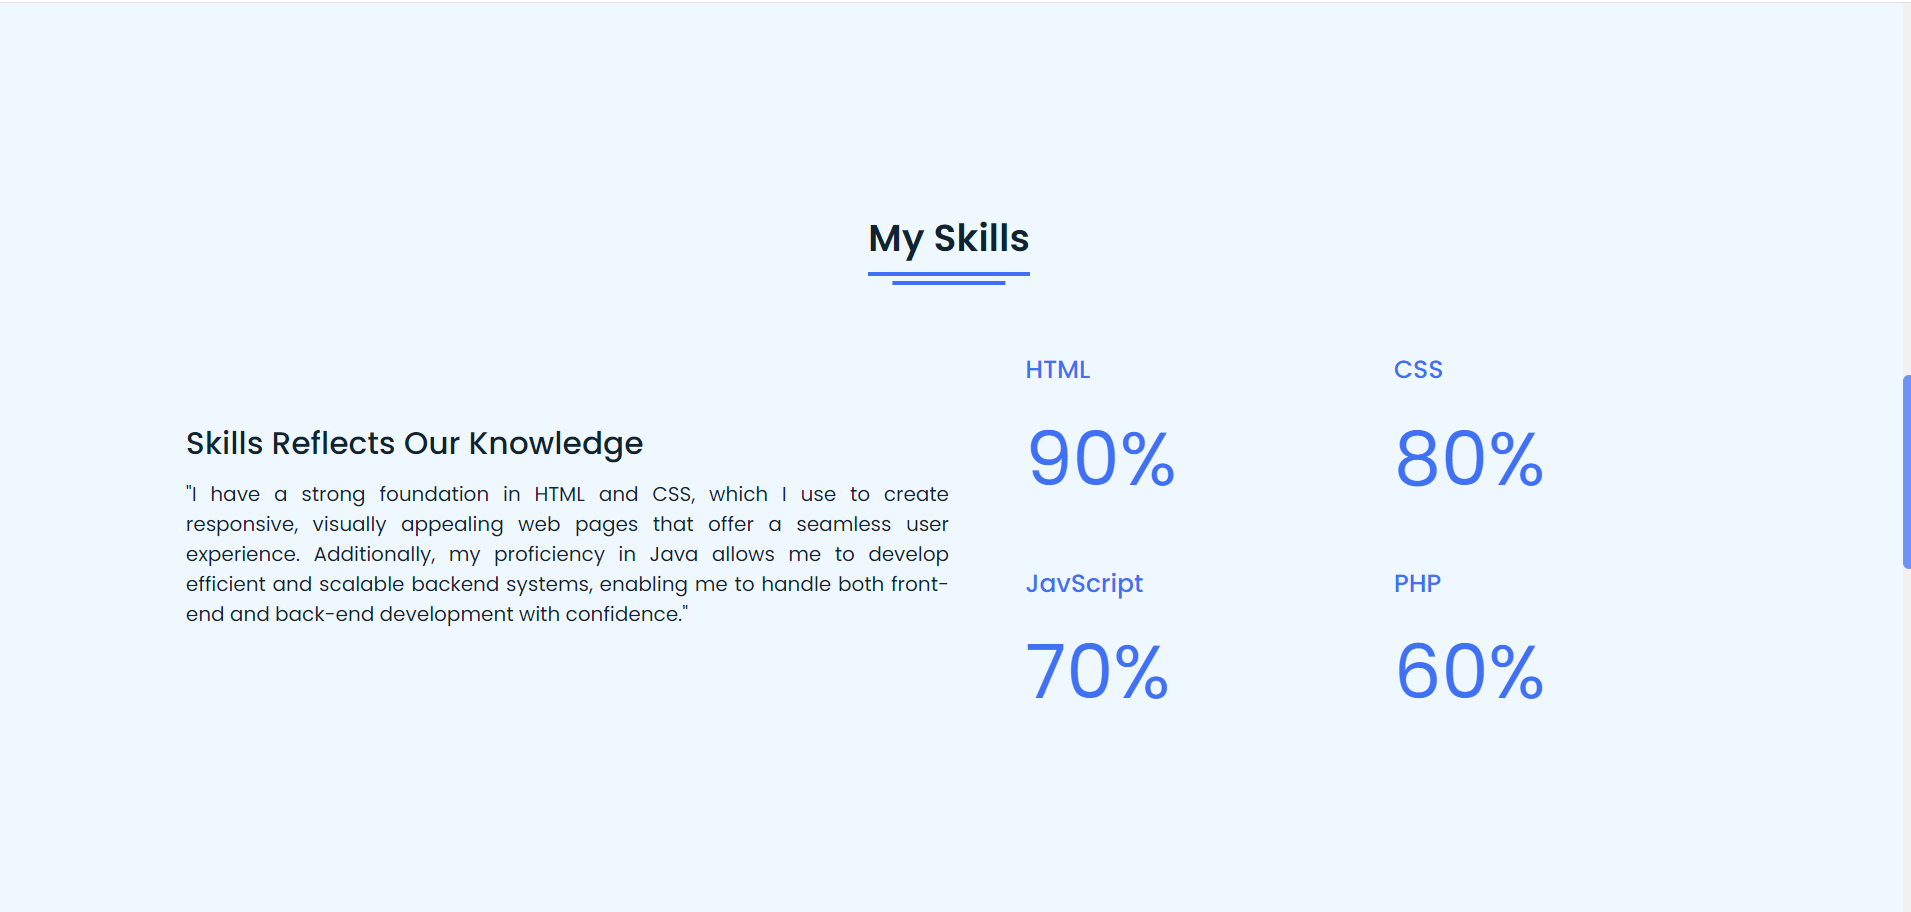 My Skills
Skills Reflects Our Knowledge
"I have a strong foundation in HTML and CSS, which I use to create
responsive, visually appealing web pages that offer a seamless user
experience. Additionally, my proficiency in Java allows me to develop
efficient and scalable backend systems, enabling me to handle both front-
end and back-end development with confidence."
HTML
90%
CSS
80%
JavScript
70%
PHP
60%